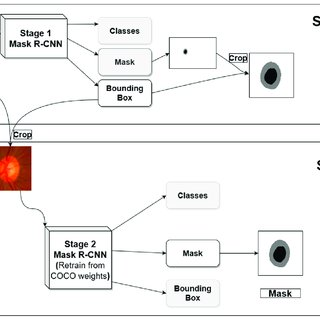 S
Stage 1
Mask R-CNN
Classes
Mask
Bounding
Box
Crop
Crop
S
Stage 2
Mask R-CNN
(Retrain from
COCO weights)
Classes
Mask
Bounding
Box
Mask